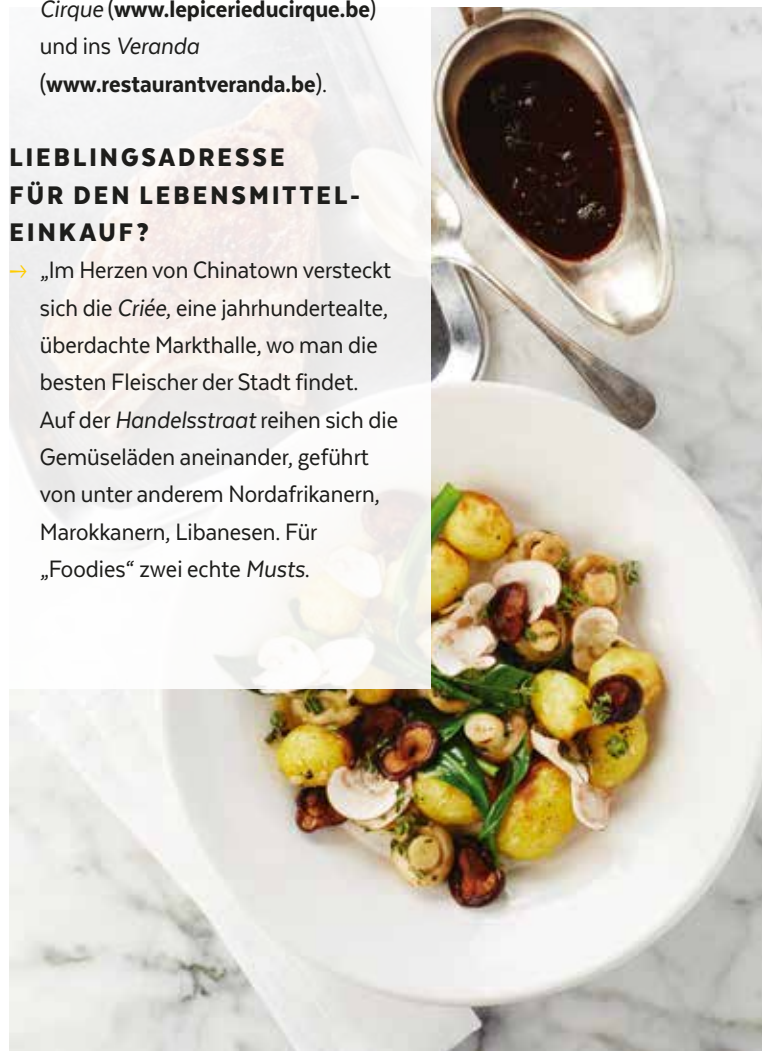 Cirque (www.lepicerieducirque.be)
und ins Veranda
(www.restaurantveranda.be).
LIEBLINGSADRESSE
FÜR DEN LEBENSMITTEL-
EINKAUF?
→ „Im Herzen von Chinatown versteckt
sich die Criée, eine jahrhundertealte,
überdachte Markthalle, wo man die
besten Fleischer der Stadt findet.
Auf der Handelsstraat reihen sich die
Gemüseläden aneinander, geführt
von unter anderem Nordafrikanern,
Marokkanern, Libanesen. Für
„Foodies“ zwei echte Musts.